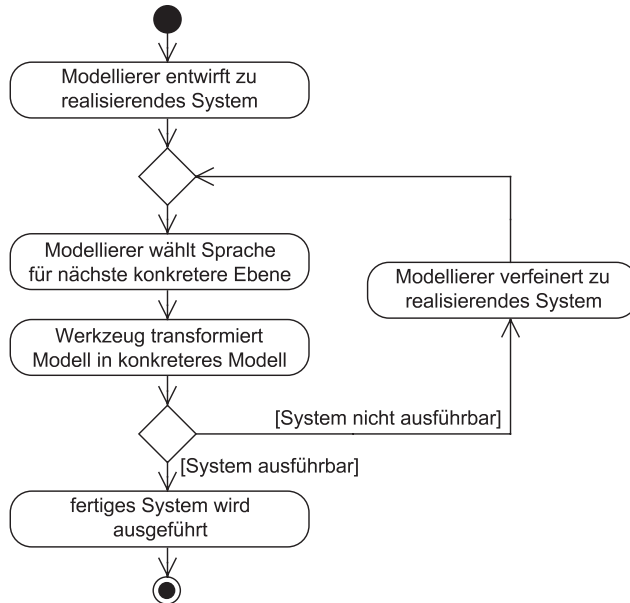 Modellierer entwirft zu
realisierendes System
Modellierer wählt Sprache
für nächste konkretere Ebene
Modellierer verfeinert zu
realisierendes System
Werkzeug transformiert
Modell in konkreteres Modell
[System nicht ausführbar]
[System ausführbar]
fertiges System wird
ausgeführt